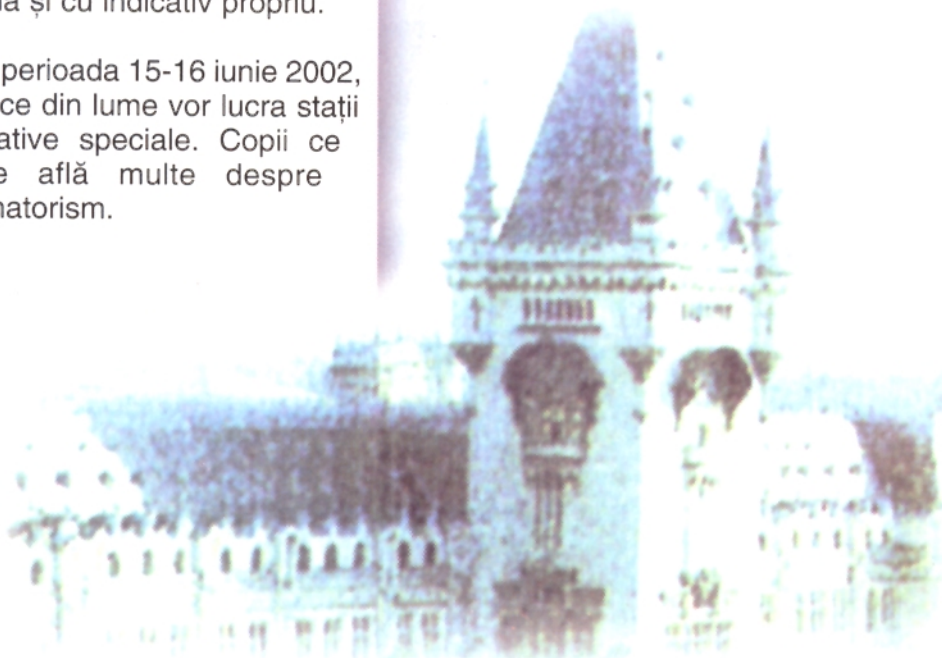 și cu indicativ propriu.
perioada 15-16 iunie 2002,
ce din lume vor lucra stații
ative speciale. Copii ce
e află multe despre
natorism.